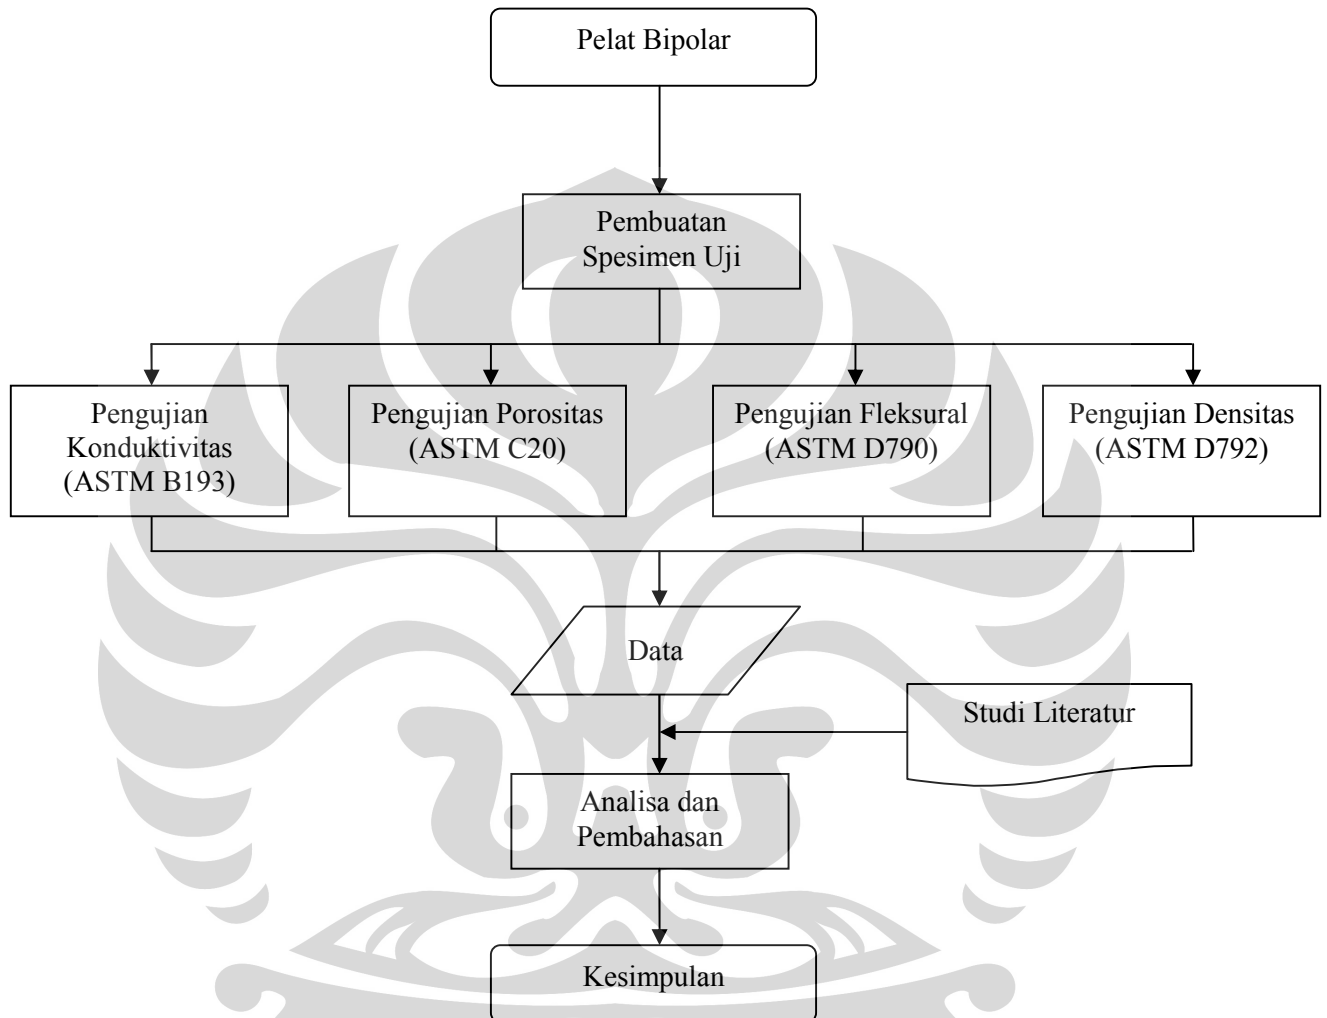 Pelat Bipolar
Pembuatan
Spesimen Uji
Pengujian
Konduktivitas
(ASTM B193)
Pengujian Porositas
(ASTM C20)
Pengujian Fleksural
(ASTM D790)
Pengujian Densitas
(ASTM D792)
Data
Studi Literatur
Analisa dan
Pembahasan
Kesimpulan